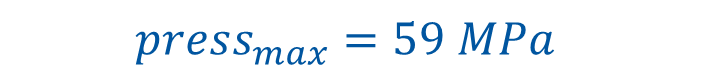 press_max = 59 MPa